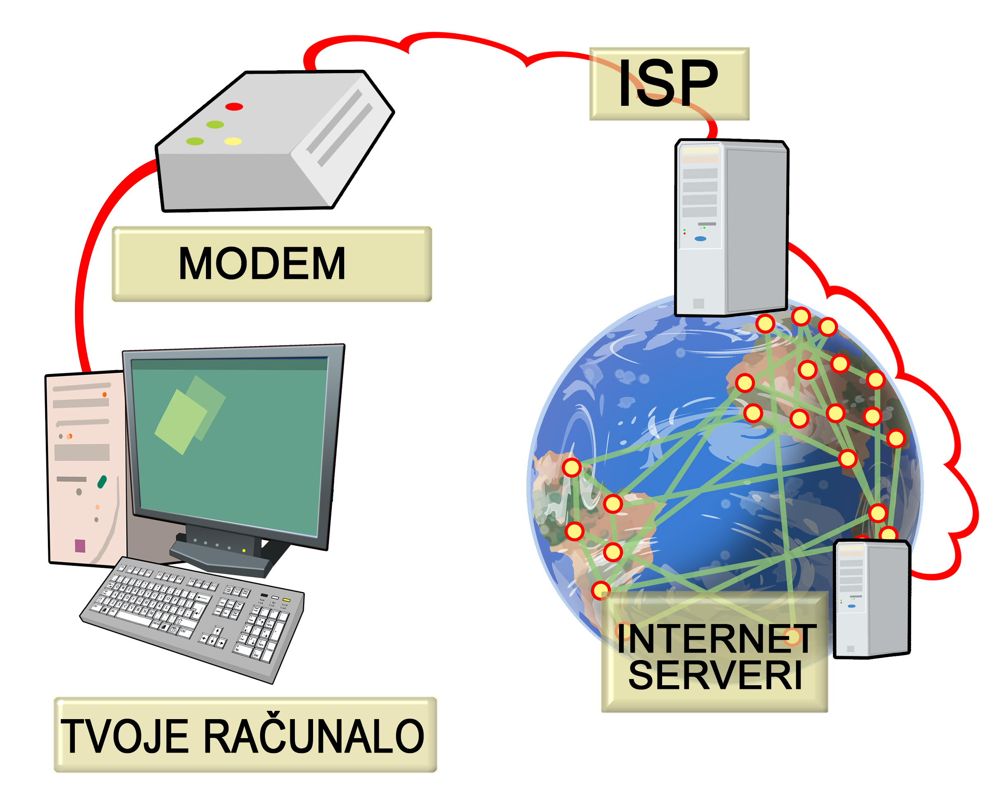 ISP
MODEM
TVOJE RAČUNALO
INTERNET
SERVERI